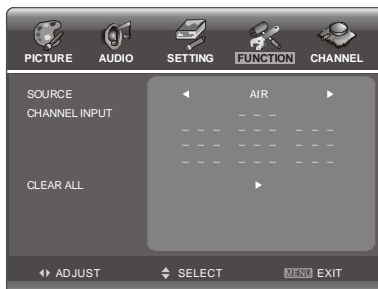 PICTURE AUDIO SETTING FUNCTION CHANNEL
SOURCE ◀ AIR ▶
CHANNEL INPUT _ _ _
_ _ _ _ _ _ _ _ _
_ _ _ _ _ _ _ _ _
CLEAR ALL ▶
ADJUST SELECT MENU EXIT